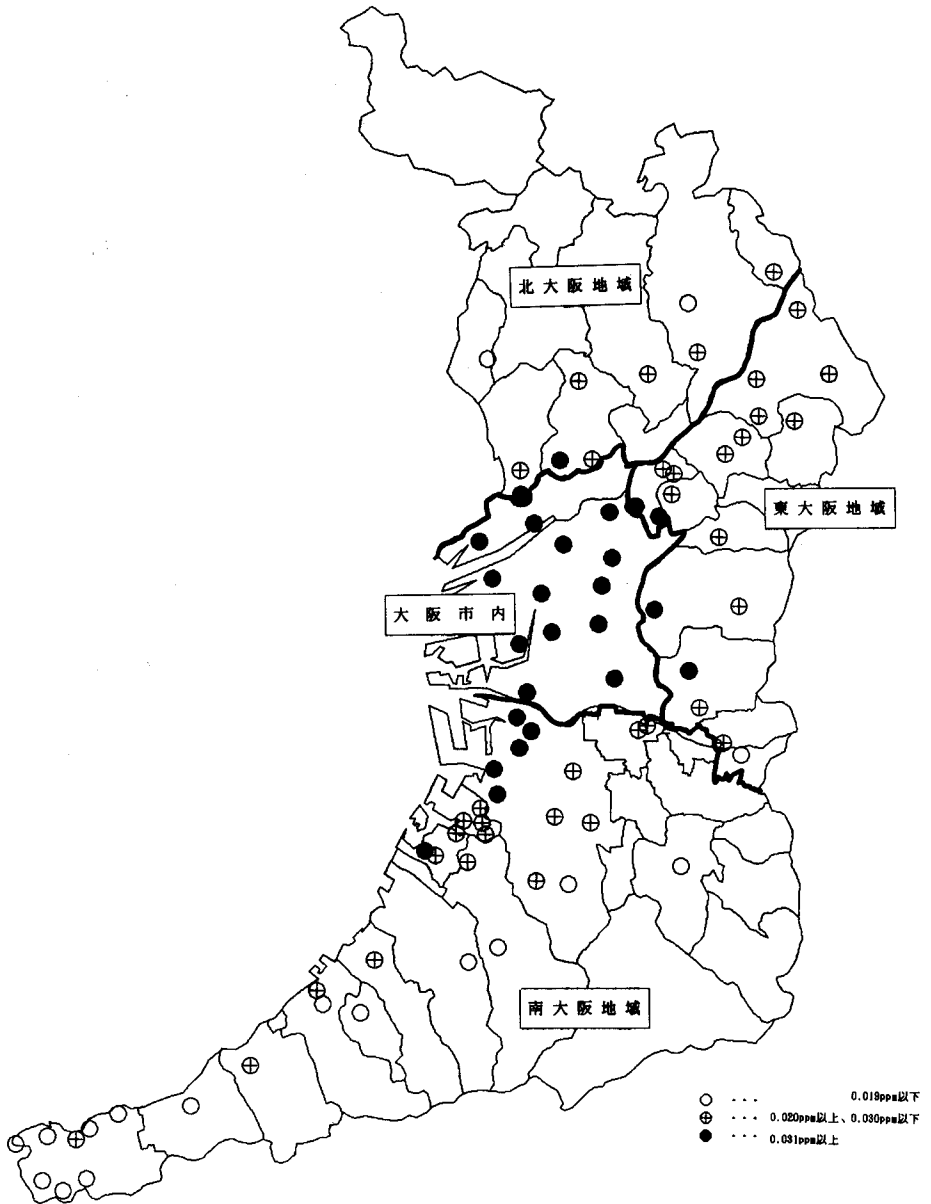 北大阪地域
東大阪地域
大阪市内
南大阪地域
○ ・・・ 0.019ppm以下
⊕ ・・・ 0.020ppm以上、0.030ppm以下
● ・・・ 0.031ppm以上